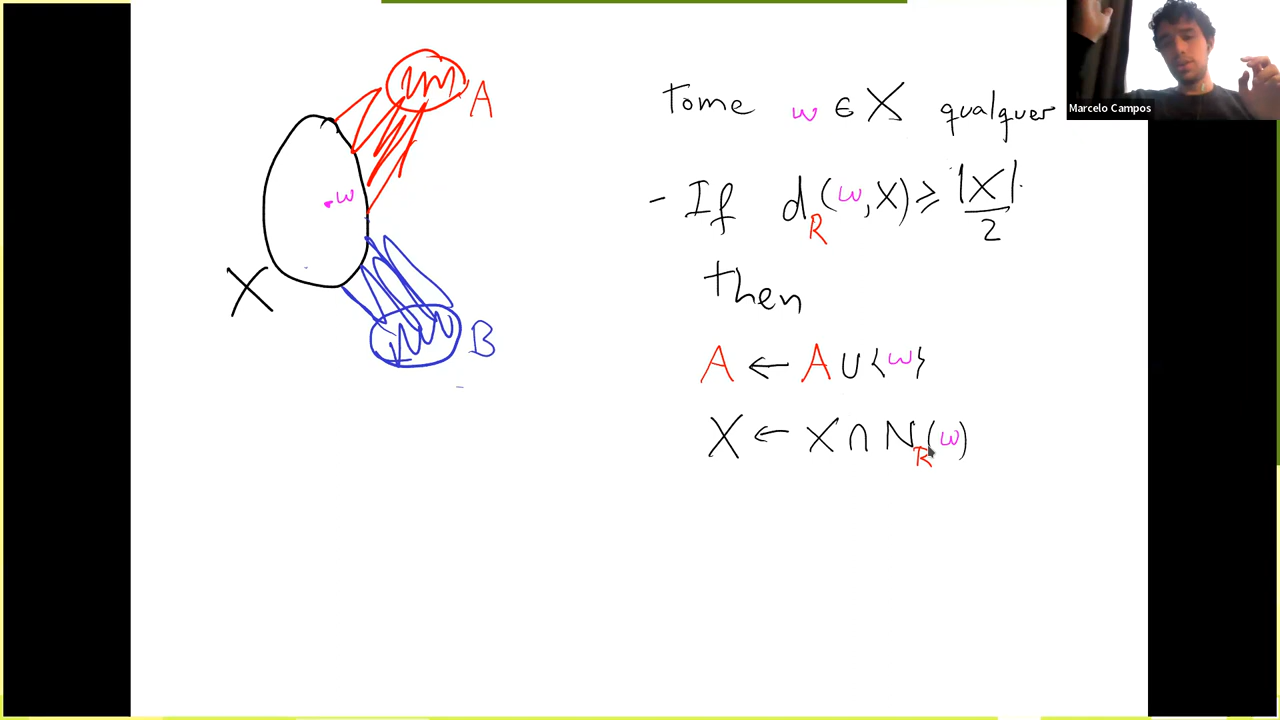 A
w
X
B
tome w ∈ X qualquer
- If d_R(w, X) ≥ |X|/2
then
A ← A ∪ {w}
X ← X ∩ N_R(w)
Marcelo Campos